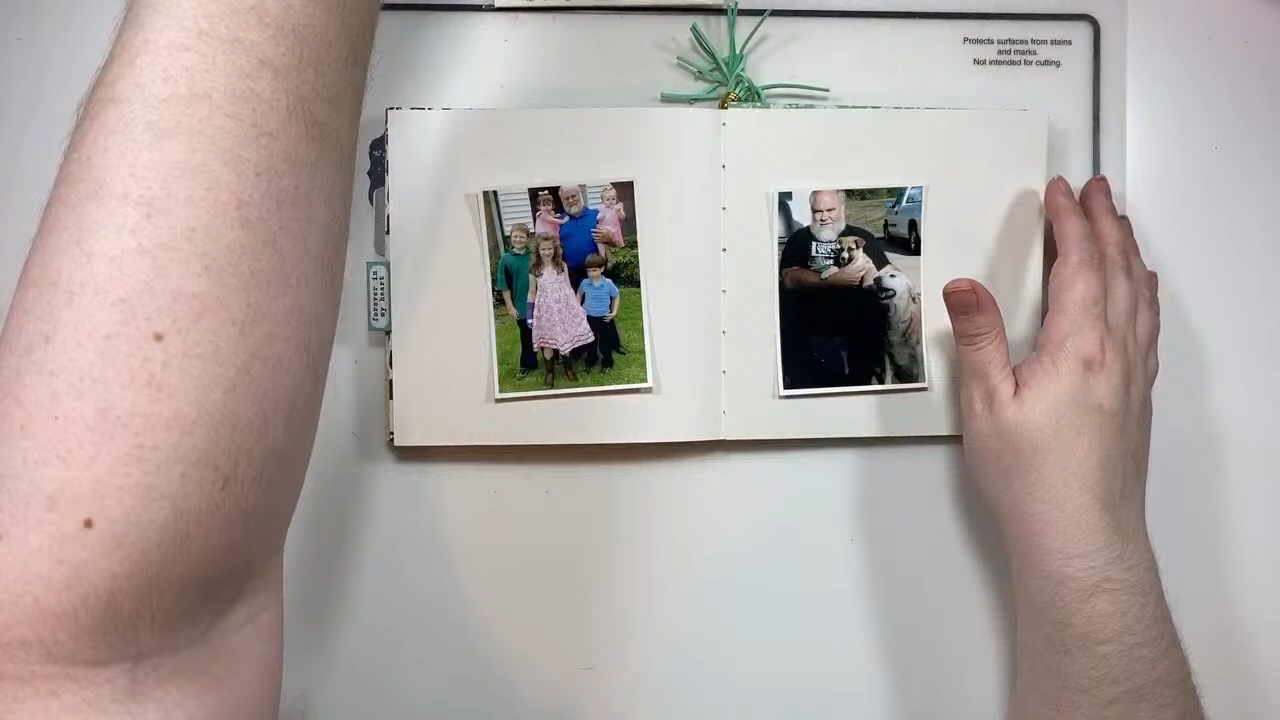 Protects surfaces from stains
and marks.
Not intended for cutting.
forever in
my heart